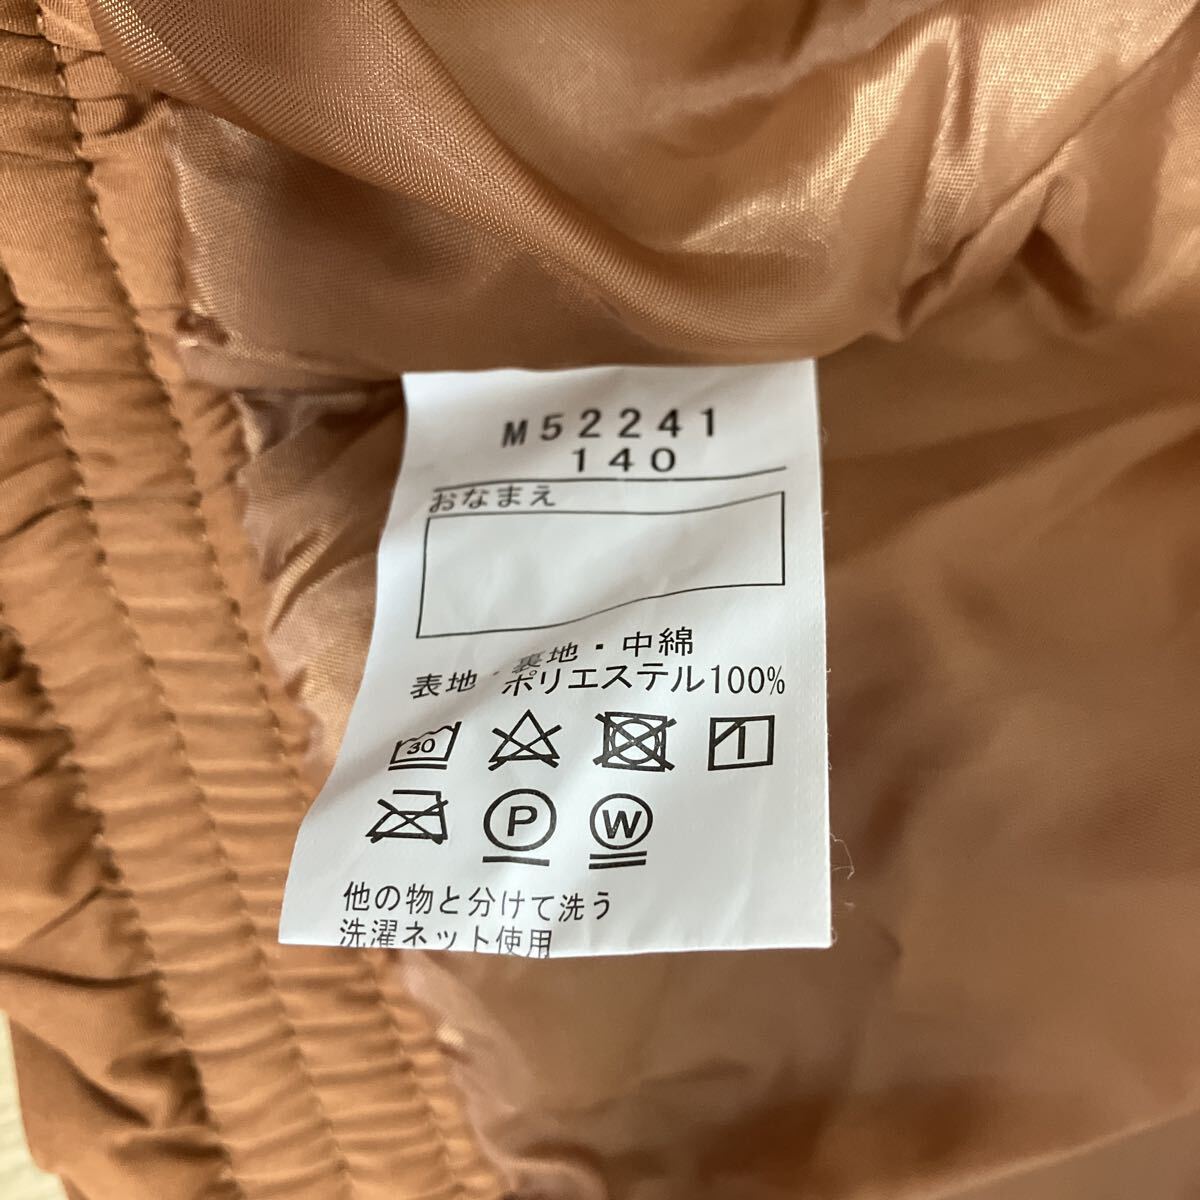 M52241
140
おなまえ
表地・裏地・中綿
ポリエステル100%
30
P
W
他の物と分けて洗う
洗濯ネット使用